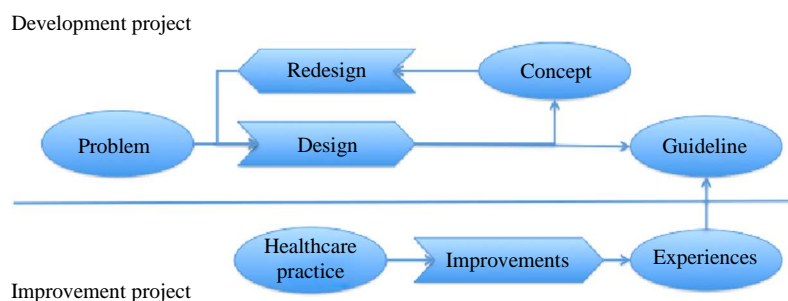 Development project
Redesign
Concept
Problem
Design
Guideline
Healthcare
practice
Improvements
Experiences
Improvement project